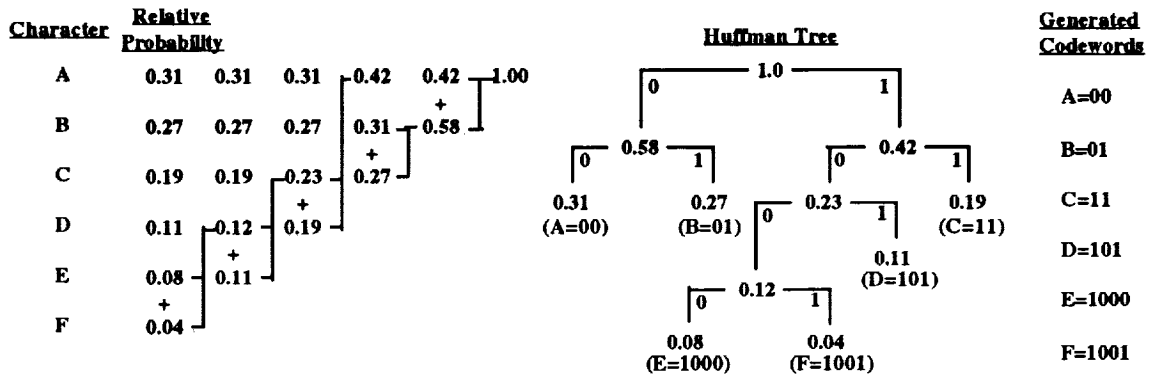 Character
Relative
Probability
A 0.31 0.31 0.31 0.42 0.42 1.00
+
B 0.27 0.27 0.27 0.31 0.58
+
C 0.19 0.19 0.23 0.27
+
D 0.11 0.12 0.19
+
E 0.08 0.11
+
F 0.04
Huffman Tree
1.0
0 1
0.58 0.42
0 1 0 1
0.31 0.27 0.23 0.19
(A=00) (B=01) (C=11)
0 1
0.11
(D=101)
0.12
0 1
0.08 0.04
(E=1000) (F=1001)
Generated
Codewords
A=00
B=01
C=11
D=101
E=1000
F=1001